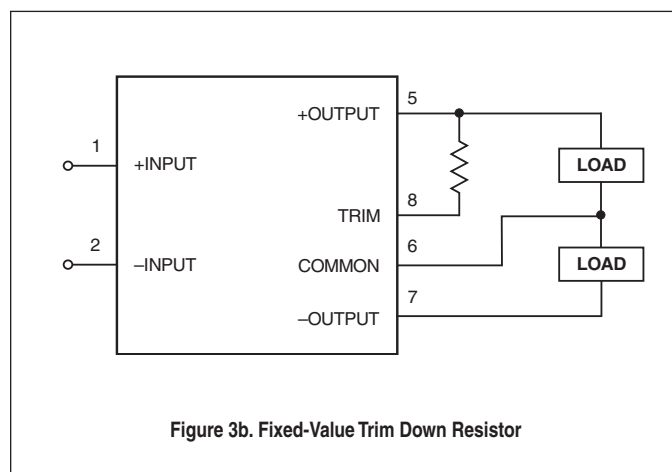 5
+OUTPUT
LOAD
1
+INPUT
8
TRIM
2
6
–INPUT
COMMON
LOAD
7
–OUTPUT
Figure 3b. Fixed-Value Trim Down Resistor